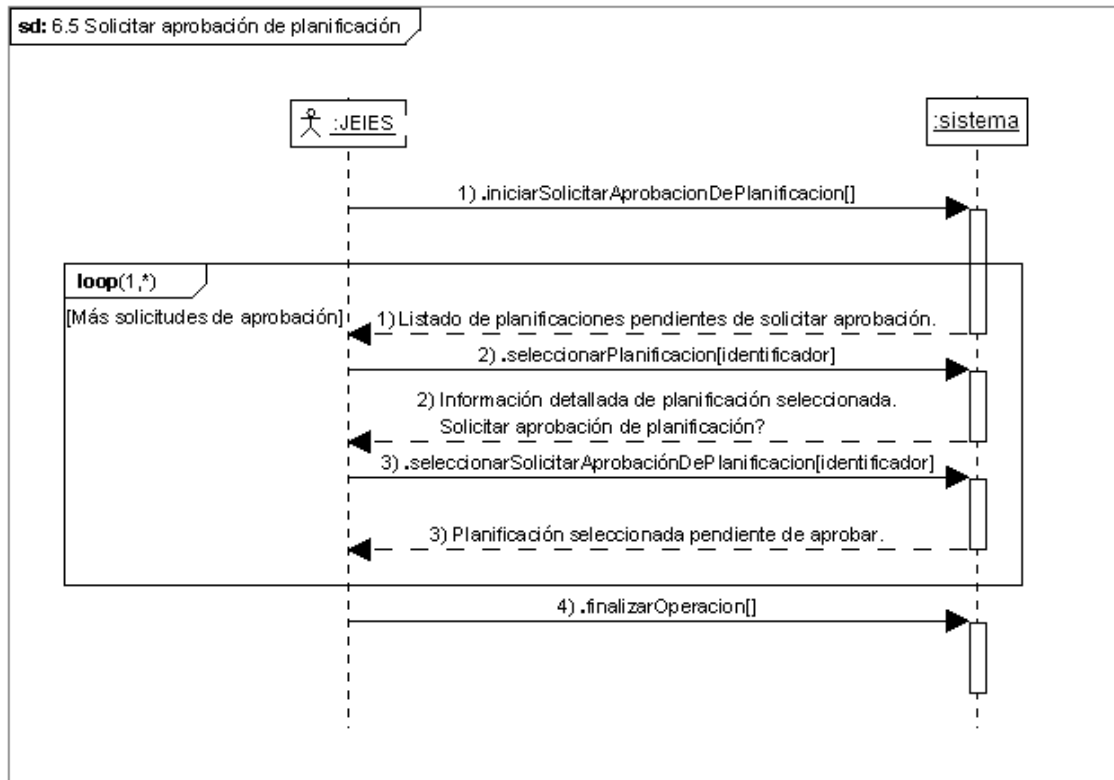 sd: 6.5 Solicitar aprobación de planificación
:JEIES
:sistema
1) .iniciarSolicitarAprobacionDePlanificacion[]
loop(1,*)
[Más solicitudes de aprobación]
1) Listado de planificaciones pendientes de solicitar aprobación.
2) .seleccionarPlanificacion[identificador]
2) Información detallada de planificación seleccionada.
Solicitar aprobación de planificación?
3) .seleccionarSolicitarAprobaciónDePlanificacion[identificador]
3) Planificación seleccionada pendiente de aprobar.
4) .finalizarOperacion[]